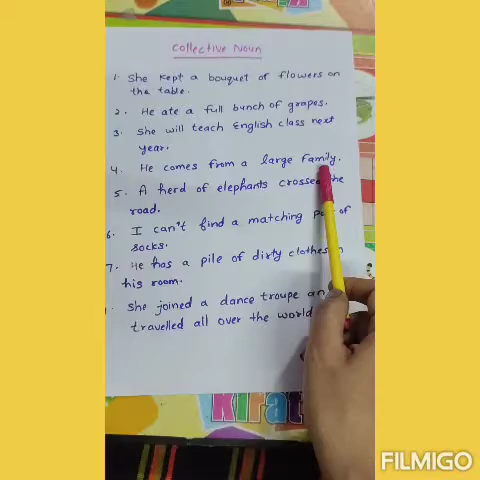 Collective Noun
1. She kept a bouquet of flowers on
the table.
2. He ate a full bunch of grapes.
3. She will teach English class next
year.
4. He comes from a large family.
5. A herd of elephants crossed the
road.
6. I can't find a matching of
socks.
7. He has a pile of dirty clothes
his room.
She joined a dance troupe
travelled all over the world
kirat
FILMIGO